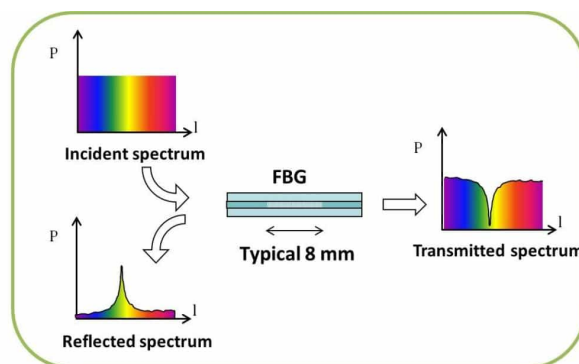 P
l
Incident spectrum
FBG
Typical 8 mm
P
l
Transmitted spectrum
P
l
Reflected spectrum